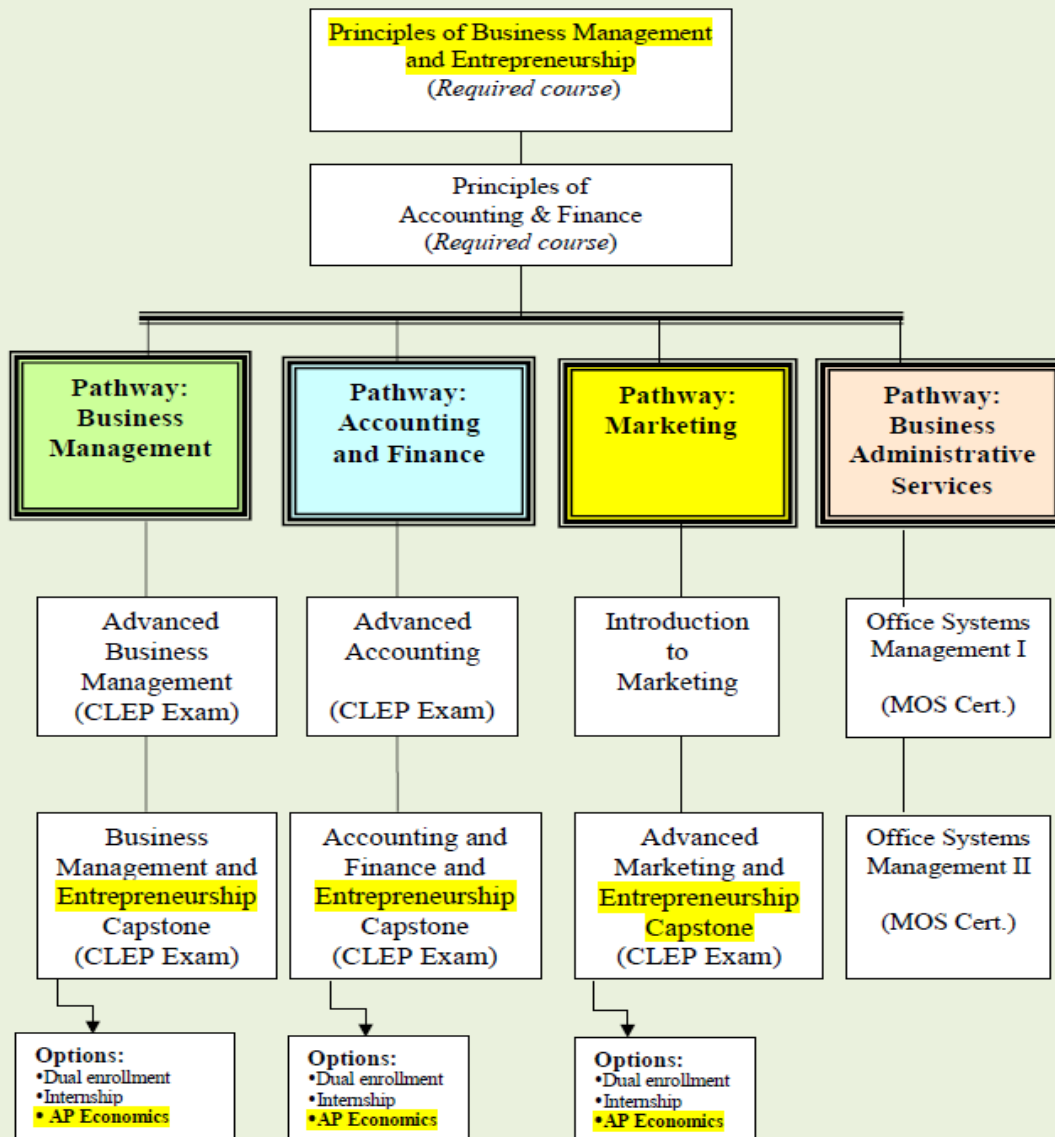 Principles of Business Management
and Entrepreneurship
(Required course)
Principles of
Accounting & Finance
(Required course)
Pathway:
Business
Management
Pathway:
Accounting
and Finance
Pathway:
Marketing
Pathway:
Business
Administrative
Services
Advanced
Business
Management
(CLEP Exam)
Advanced
Accounting
(CLEP Exam)
Introduction
to
Marketing
Office Systems
Management I
(MOS Cert.)
Business
Management and
Entrepreneurship
Capstone
(CLEP Exam)
Accounting and
Finance and
Entrepreneurship
Capstone
(CLEP Exam)
Advanced
Marketing and
Entrepreneurship
Capstone
(CLEP Exam)
Office Systems
Management II
(MOS Cert.)
Options:
•Dual enrollment
•Internship
• AP Economics
Options:
•Dual enrollment
•Internship
•AP Economics
Options:
•Dual enrollment
•Internship
• AP Economics